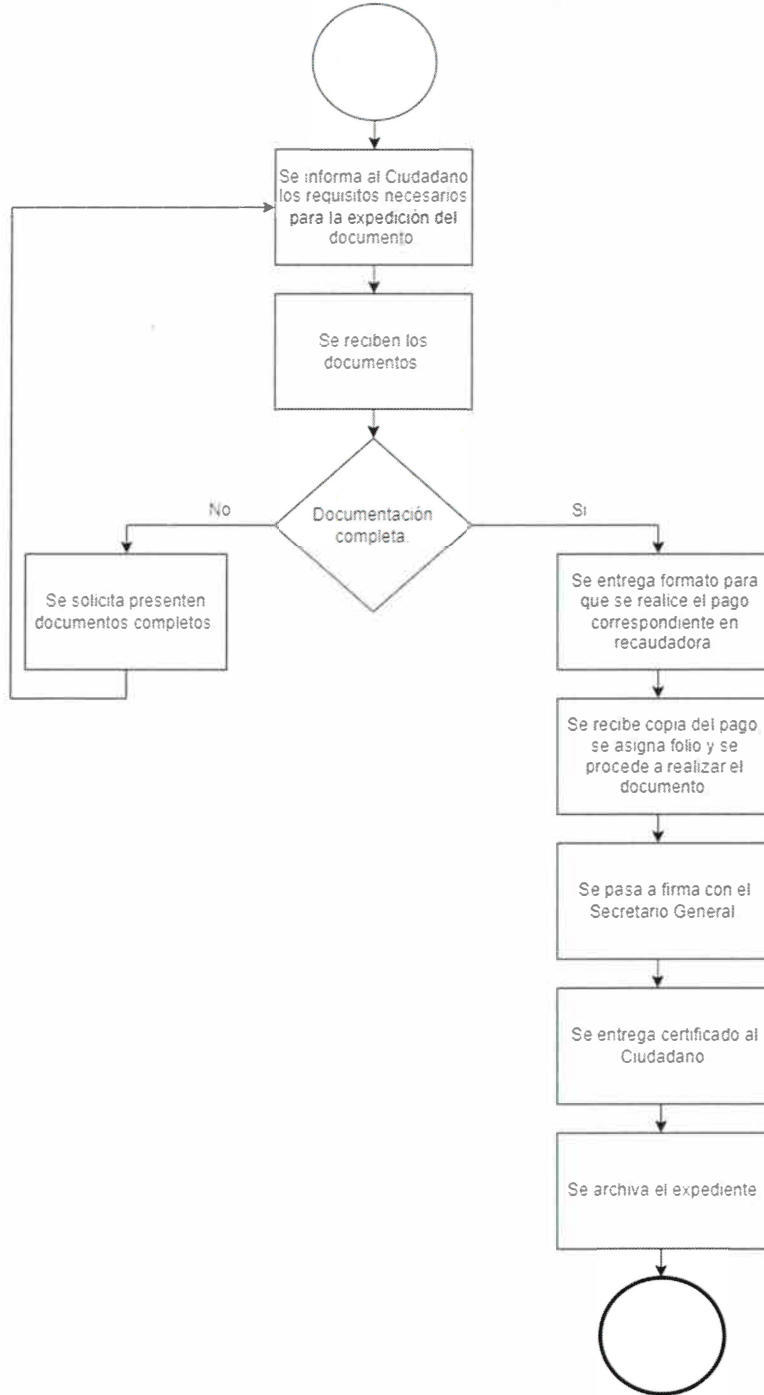 Se informa al Ciudadano
los requisitos necesarios
para la expedición del
documento
Se reciben los
documentos
Documentación
completa.
No
Si
Se solicita presenten
documentos completos
Se entrega formato para
que se realice el pago
correspondiente en
recaudadora
Se recibe copia del pago
se asigna folio y se
procede a realizar el
documento
Se pasa a firma con el
Secretario General
Se entrega certificado al
Ciudadano
Se archiva el expediente